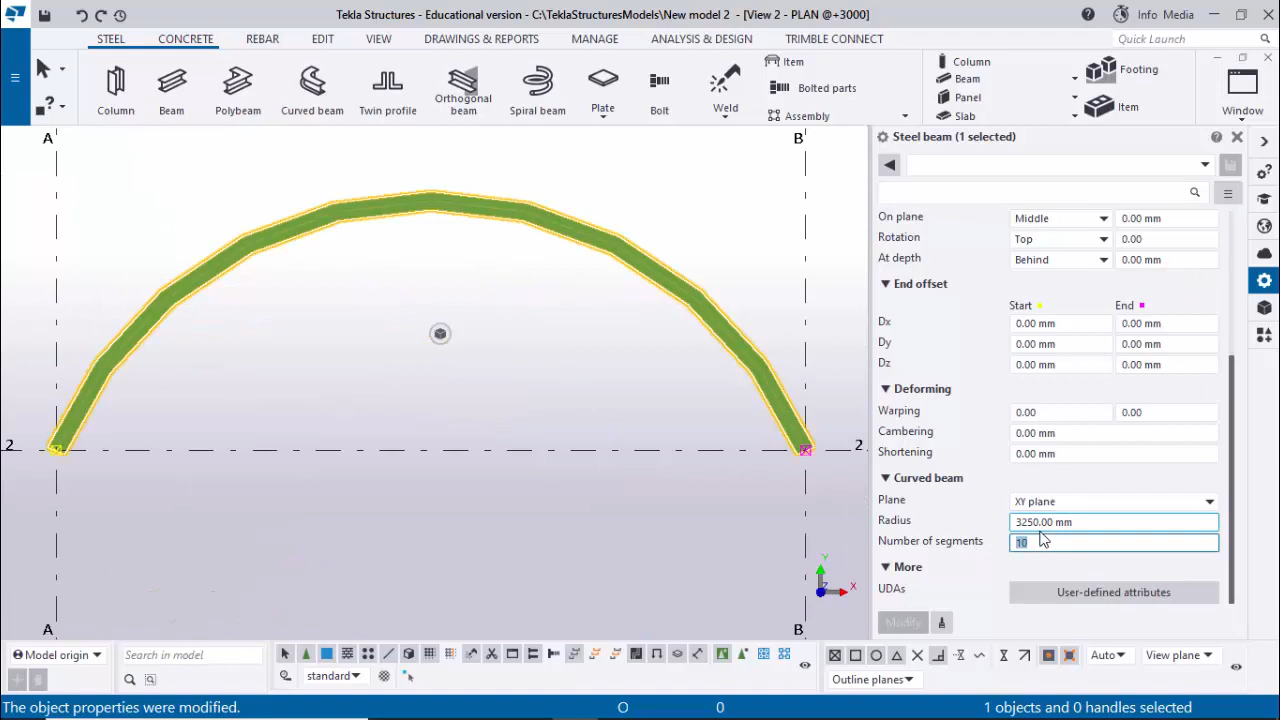 Tekla Structures - Educational version - C:\TeklaStructuresModels\New model 2 - [View 2 - PLAN @+3000]
Info Media
STEEL
CONCRETE
REBAR
EDIT
VIEW
DRAWINGS & REPORTS
MANAGE
ANALYSIS & DESIGN
TRIMBLE CONNECT
Quick Launch
Column
Beam
Polybeam
Curved beam
Twin profile
Orthogonal
beam
Spiral beam
Plate
Bolt
Weld
Item
Bolted parts
Assembly
Column
Beam
Panel
Slab
Footing
Item
Window
A
B
2
2
A
B
Y
X
Z
Steel beam (1 selected)
On plane Middle 0.00 mm
Rotation Top 0.00
At depth Behind 0.00 mm
End offset
Start End
Dx 0.00 mm 0.00 mm
Dy 0.00 mm 0.00 mm
Dz 0.00 mm 0.00 mm
Deforming
Warping 0.00 0.00
Cambering 0.00 mm
Shortening 0.00 mm
Curved beam
Plane XY plane
Radius 3250.00 mm
Number of segments 10
More
UDAs User-defined attributes
Modify
Model origin
Search in model
standard
Auto
View plane
Outline planes
The object properties were modified.
O
0
1 objects and 0 handles selected